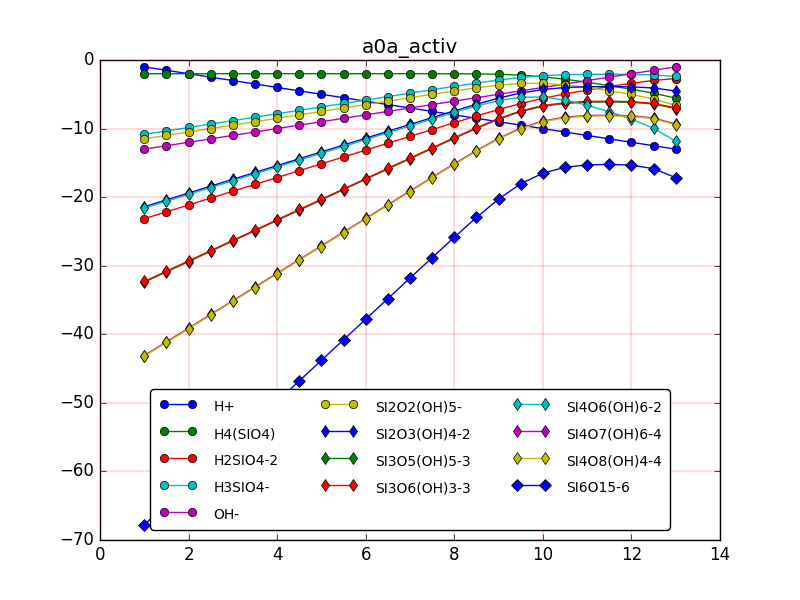 a0a_activ
0
−10
−20
−30
−40
−50
−60
−70
H+
H4(SIO4)
H2SIO4-2
H3SIO4-
OH-
SI2O2(OH)5-
SI2O3(OH)4-2
SI3O5(OH)5-3
SI3O6(OH)3-3
SI4O6(OH)6-2
SI4O7(OH)6-4
SI4O8(OH)4-4
SI6O15-6
0 2 4 6 8 10 12 14